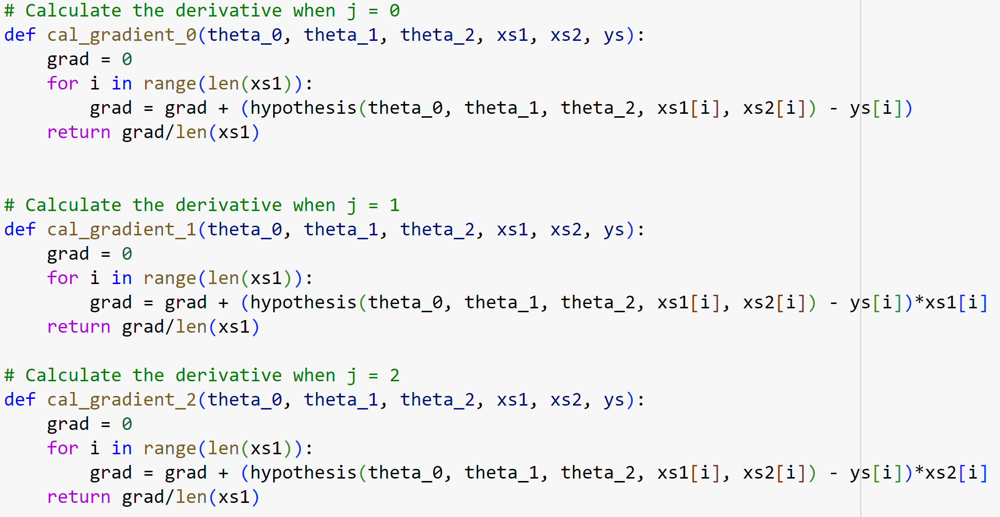 # Calculate the derivative when j = 0
def cal_gradient_0(theta_0, theta_1, theta_2, xs1, xs2, ys):
    grad = 0
    for i in range(len(xs1)):
        grad = grad + (hypothesis(theta_0, theta_1, theta_2, xs1[i], xs2[i]) - ys[i])
    return grad/len(xs1)
# Calculate the derivative when j = 1
def cal_gradient_1(theta_0, theta_1, theta_2, xs1, xs2, ys):
    grad = 0
    for i in range(len(xs1)):
        grad = grad + (hypothesis(theta_0, theta_1, theta_2, xs1[i], xs2[i]) - ys[i])*xs1[i]
    return grad/len(xs1)
# Calculate the derivative when j = 2
def cal_gradient_2(theta_0, theta_1, theta_2, xs1, xs2, ys):
    grad = 0
    for i in range(len(xs1)):
        grad = grad + (hypothesis(theta_0, theta_1, theta_2, xs1[i], xs2[i]) - ys[i])*xs2[i]
    return grad/len(xs1)